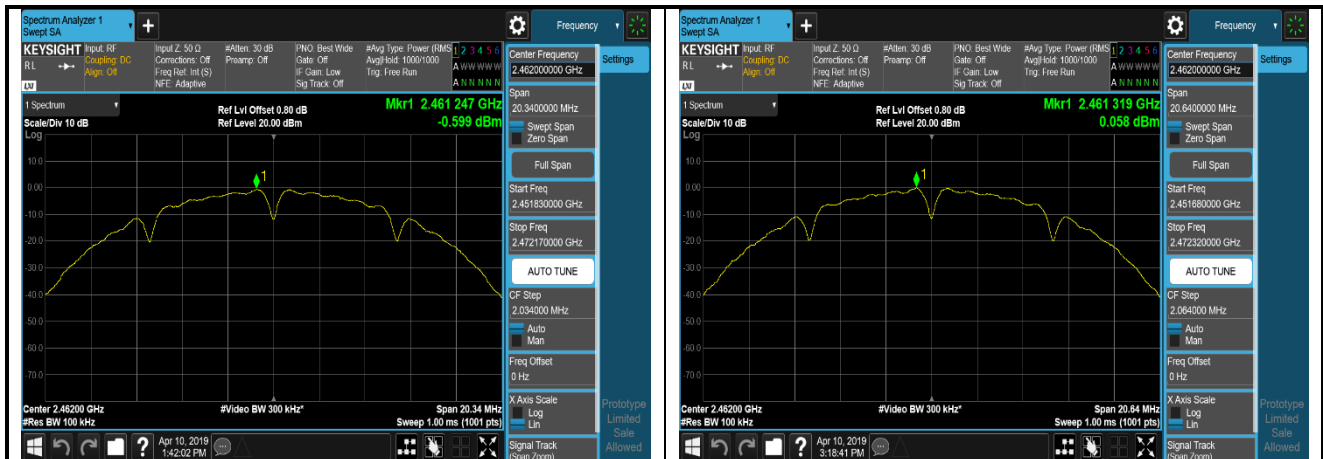 Spectrum Analyzer 1
Swept SA
+
Frequency
KEYSIGHT
RL
LXI
Input: RF
Coupling: DC
Align: Off
Input Z: 50 Ω
Corrections: Off
Freq Ref: Int (S)
NFE: Adaptive
#Atten: 30 dB
Preamp: Off
PNO: Best Wide
Gate: Off
IF Gain: Low
Sig Track: Off
#Avg Type: Power (RMS
Avg|Hold: 1000/1000
Trig: Free Run
1 2 3 4 5 6
A W W W W W
A N N N N N
1 Spectrum
Scale/Div 10 dB
Log
Ref Lvl Offset 0.80 dB
Ref Level 20.00 dBm
Mkr1 2.461 247 GHz
-0.599 dBm
1
10.0
0.00
-10.0
-20.0
-30.0
-40.0
-50.0
-60.0
-70.0
Center 2.46200 GHz
#Res BW 100 kHz
#Video BW 300 kHz*
Span 20.34 MHz
Sweep 1.00 ms (1001 pts)
Center Frequency
2.462000000 GHz
Span
20.3400000 MHz
Swept Span
Zero Span
Full Span
Start Freq
2.451830000 GHz
Stop Freq
2.472170000 GHz
AUTO TUNE
CF Step
2.034000 MHz
Auto
Man
Freq Offset
0 Hz
X Axis Scale
Log
Lin
Signal Track
(Span Zoom)
Settings
Prototype
Limited
Sale
Allowed
?
Apr 10, 2019
1:42:02 PM
Spectrum Analyzer 1
Swept SA
+
Frequency
KEYSIGHT
RL
LXI
Input: RF
Coupling: DC
Align: Off
Input Z: 50 Ω
Corrections: Off
Freq Ref: Int (S)
NFE: Adaptive
#Atten: 30 dB
Preamp: Off
PNO: Best Wide
Gate: Off
IF Gain: Low
Sig Track: Off
#Avg Type: Power (RMS
Avg|Hold: 1000/1000
Trig: Free Run
1 2 3 4 5 6
A W W W W W
A N N N N N
1 Spectrum
Scale/Div 10 dB
Log
Ref Lvl Offset 0.80 dB
Ref Level 20.00 dBm
Mkr1 2.461 319 GHz
0.058 dBm
1
10.0
0.00
-10.0
-20.0
-30.0
-40.0
-50.0
-60.0
-70.0
Center 2.46200 GHz
#Res BW 100 kHz
#Video BW 300 kHz*
Span 20.64 MHz
Sweep 1.00 ms (1001 pts)
Center Frequency
2.462000000 GHz
Span
20.6400000 MHz
Swept Span
Zero Span
Full Span
Start Freq
2.451680000 GHz
Stop Freq
2.472320000 GHz
AUTO TUNE
CF Step
2.064000 MHz
Auto
Man
Freq Offset
0 Hz
X Axis Scale
Log
Lin
Signal Track
(Span Zoom)
Settings
Prototype
Limited
Sale
Allowed
?
Apr 10, 2019
3:18:41 PM